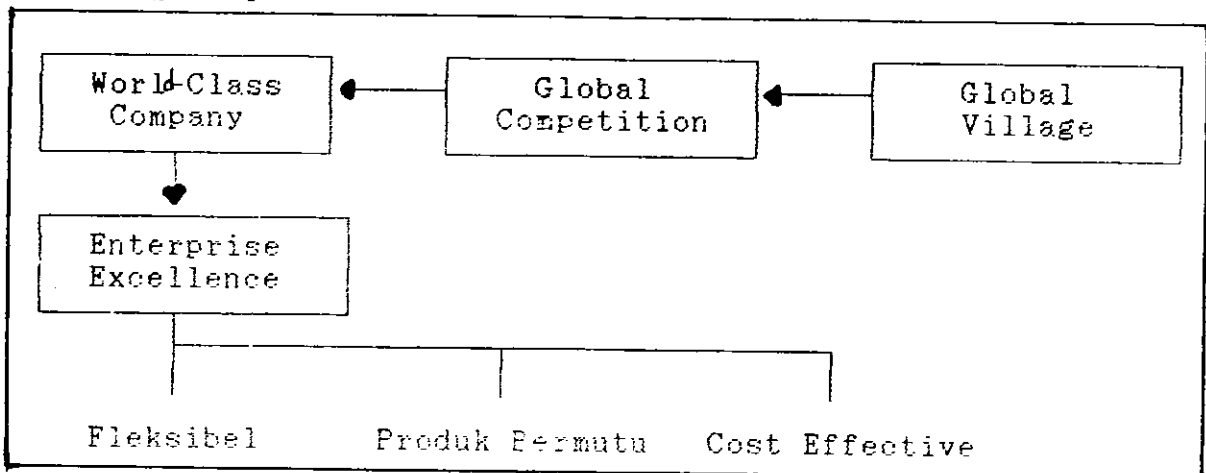 World-Class
Company
Global
Competition
Global
Village
Enterprise
Excellence
Fleksibel
Produk Bermutu
Cost Effective